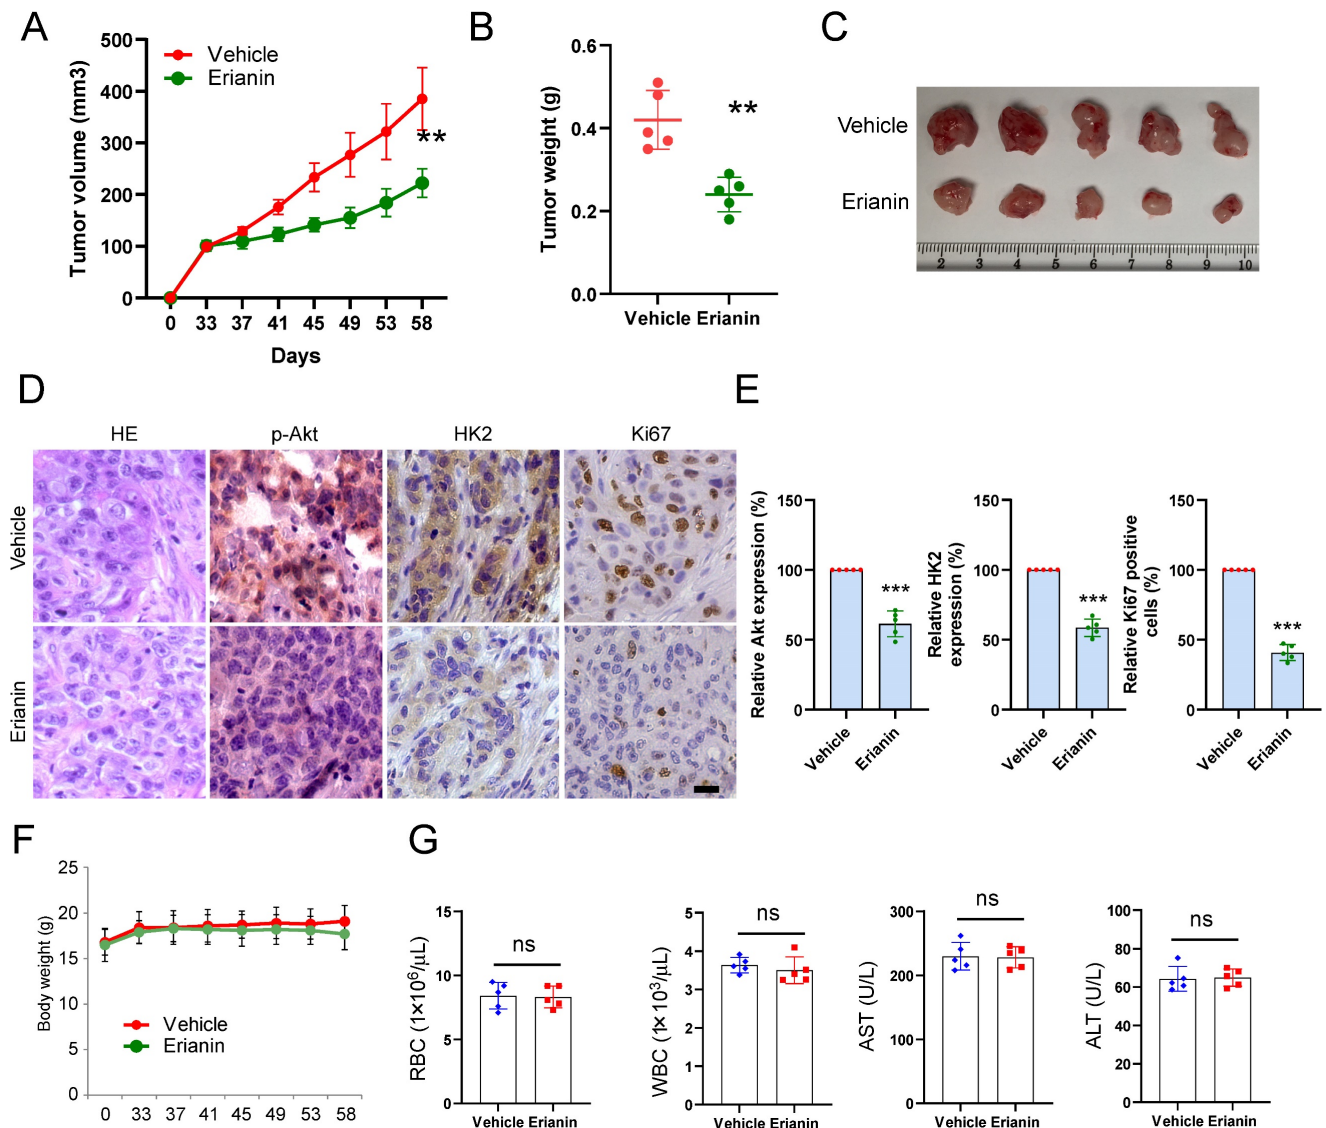 A
Tumor volume (mm3)
500
400
300
200
100
0
Vehicle
Erianin
**
0 33 37 41 45 49 53 58
Days
B
Tumor weight (g)
0.6
0.4
0.2
0.0
**
Vehicle Erianin
C
Vehicle
Erianin
2 3 4 5 6 7 8 9 10
D
HE p-Akt HK2 Ki67
Vehicle
Erianin
E
Relative Akt expression (%)
150
100
50
0
***
Vehicle
Erianin
Relative HK2
expression (%)
150
100
50
0
***
Vehicle
Erianin
Relative Ki67 positive
cells (%)
150
100
50
0
***
Vehicle
Erianin
F
Body weight (g)
25
20
15
10
5
0
Vehicle
Erianin
0 33 37 41 45 49 53 58
G
RBC (1×10⁶/μL)
15
10
5
0
ns
Vehicle Erianin
WBC (1×10³/μL)
5
4
3
2
1
0
ns
Vehicle Erianin
AST (U/L)
300
200
100
0
ns
Vehicle Erianin
ALT (U/L)
100
80
60
40
20
0
ns
Vehicle Erianin